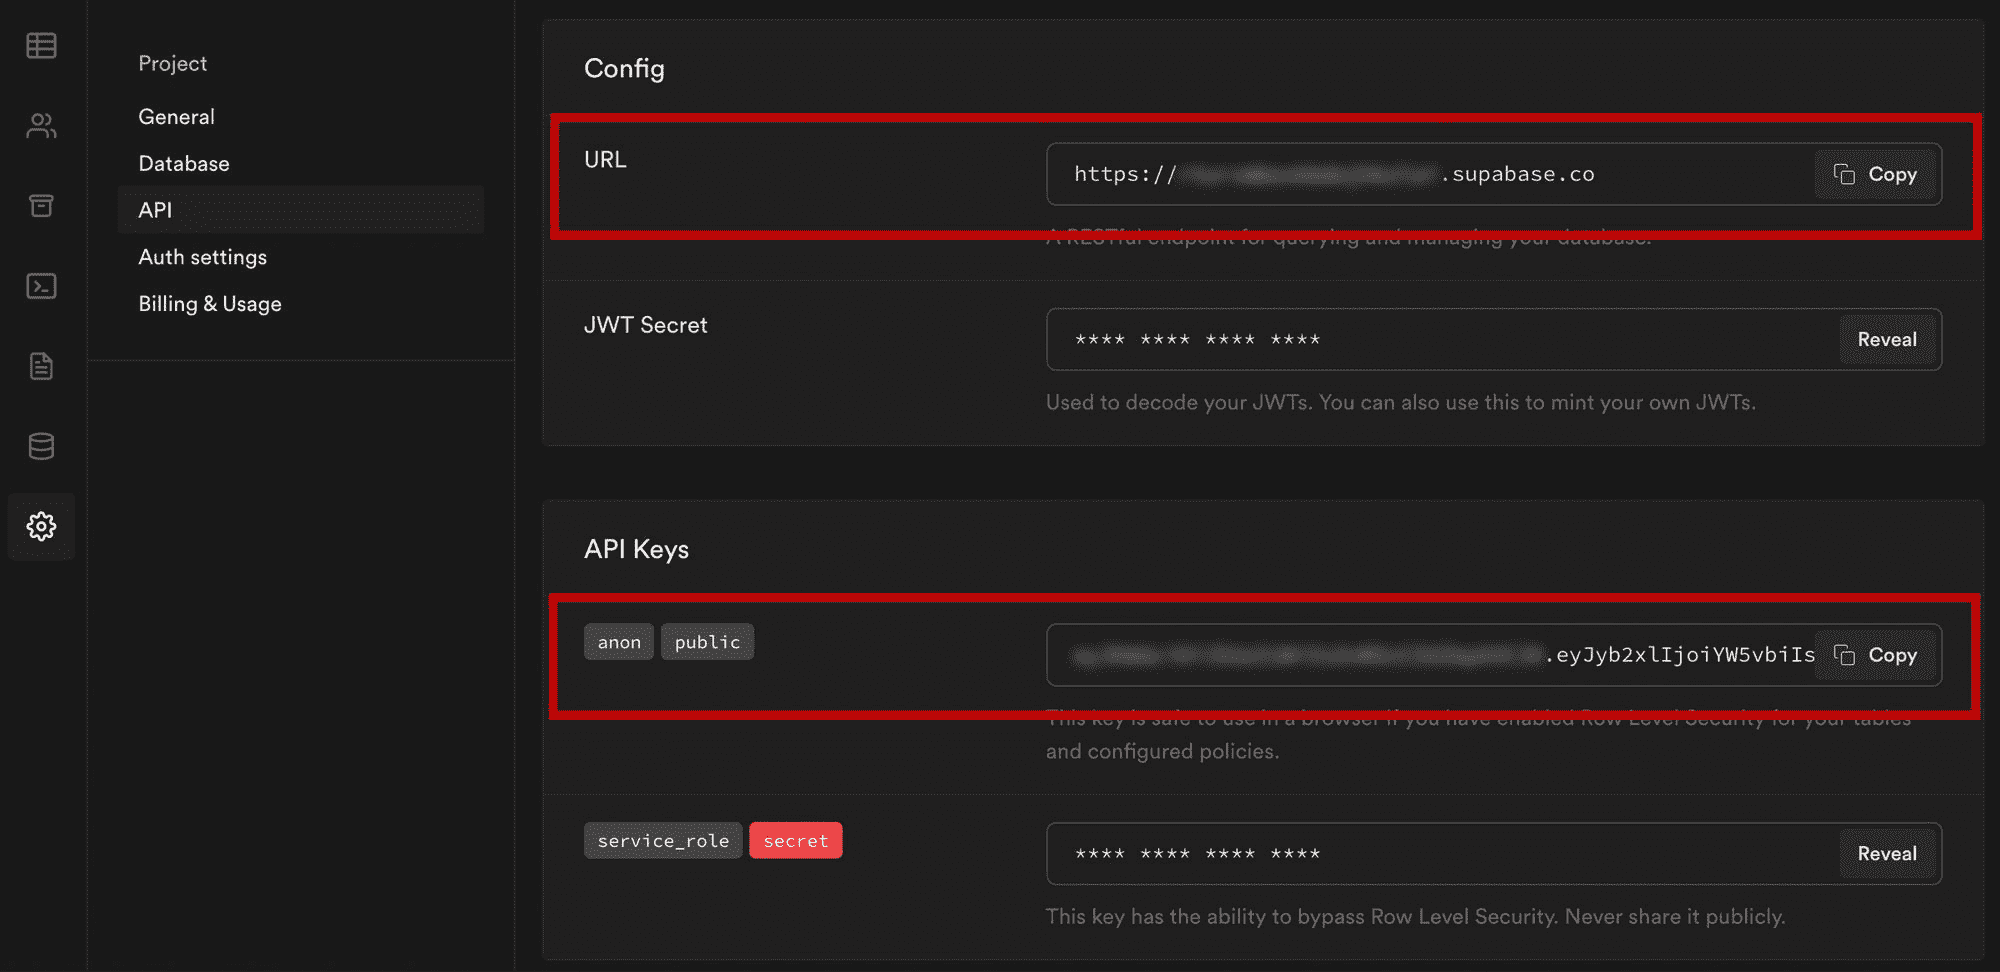 Project
General
Database
API
Auth settings
Billing & Usage
Config
URL
https://
.supabase.co
Copy
A RESTful endpoint for querying and managing your database.
JWT Secret
**** **** **** ****
Reveal
Used to decode your JWTs. You can also use this to mint your own JWTs.
API Keys
anon
public
.eyJyb2xlIjoiYW5vbiIs
Copy
This key is safe to use in a browser if you have enabled Row Level Security for your tables
and configured policies.
service_role
secret
**** **** **** ****
Reveal
This key has the ability to bypass Row Level Security. Never share it publicly.